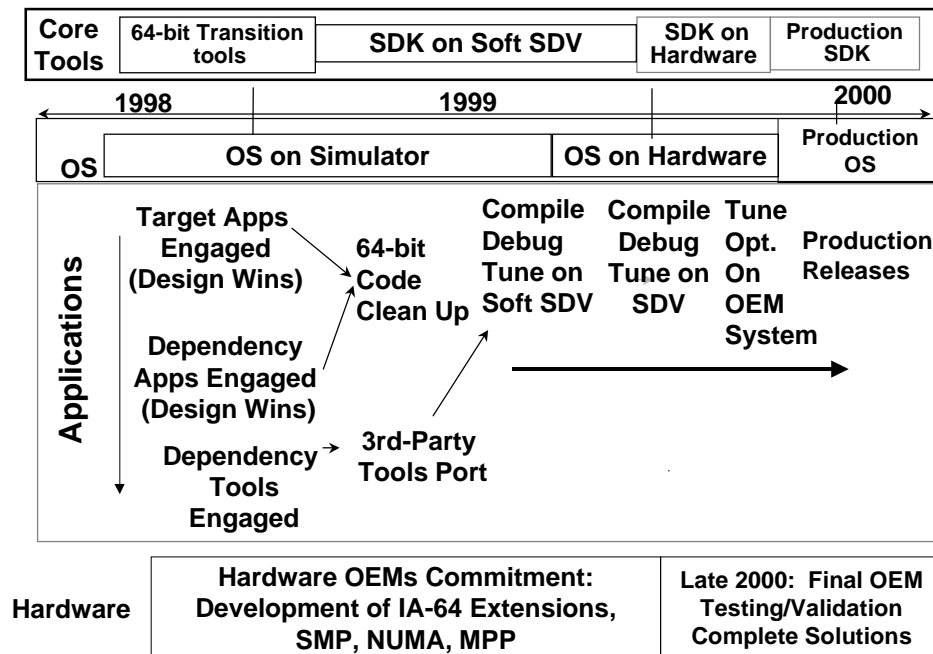 Core
Tools
64-bit Transition
tools
SDK on Soft SDV
SDK on
Hardware
Production
SDK
1998
1999
2000
OS
OS on Simulator
OS on Hardware
Production
OS
Applications
Target Apps
Engaged
(Design Wins)
Dependency
Apps Engaged
(Design Wins)
Dependency
Tools
Engaged
64-bit
Code
Clean Up
3rd-Party
Tools Port
Compile
Debug
Tune on
Soft SDV
Compile
Debug
Tune on
SDV
Tune
Opt.
On
OEM
System
Production
Releases
Hardware
Hardware OEMs Commitment:
Development of IA-64 Extensions,
SMP, NUMA, MPP
Late 2000: Final OEM
Testing/Validation
Complete Solutions